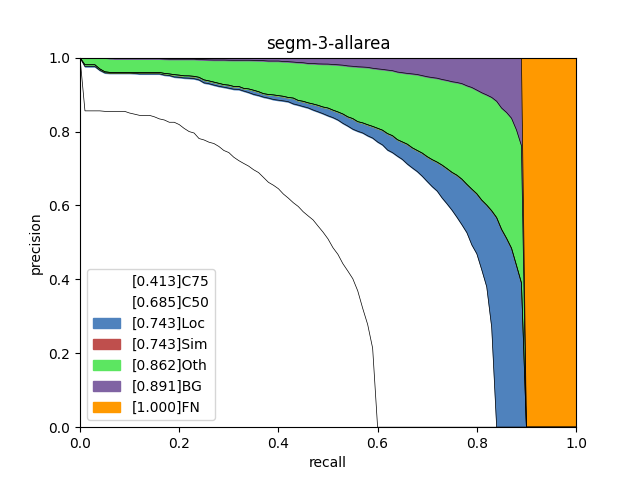 segm-3-allarea
precision
1.0
0.8
0.6
0.4
0.2
0.0
[0.413]C75
[0.685]C50
[0.743]Loc
[0.743]Sim
[0.862]Oth
[0.891]BG
[1.000]FN
0.0 0.2 0.4 0.6 0.8 1.0
recall